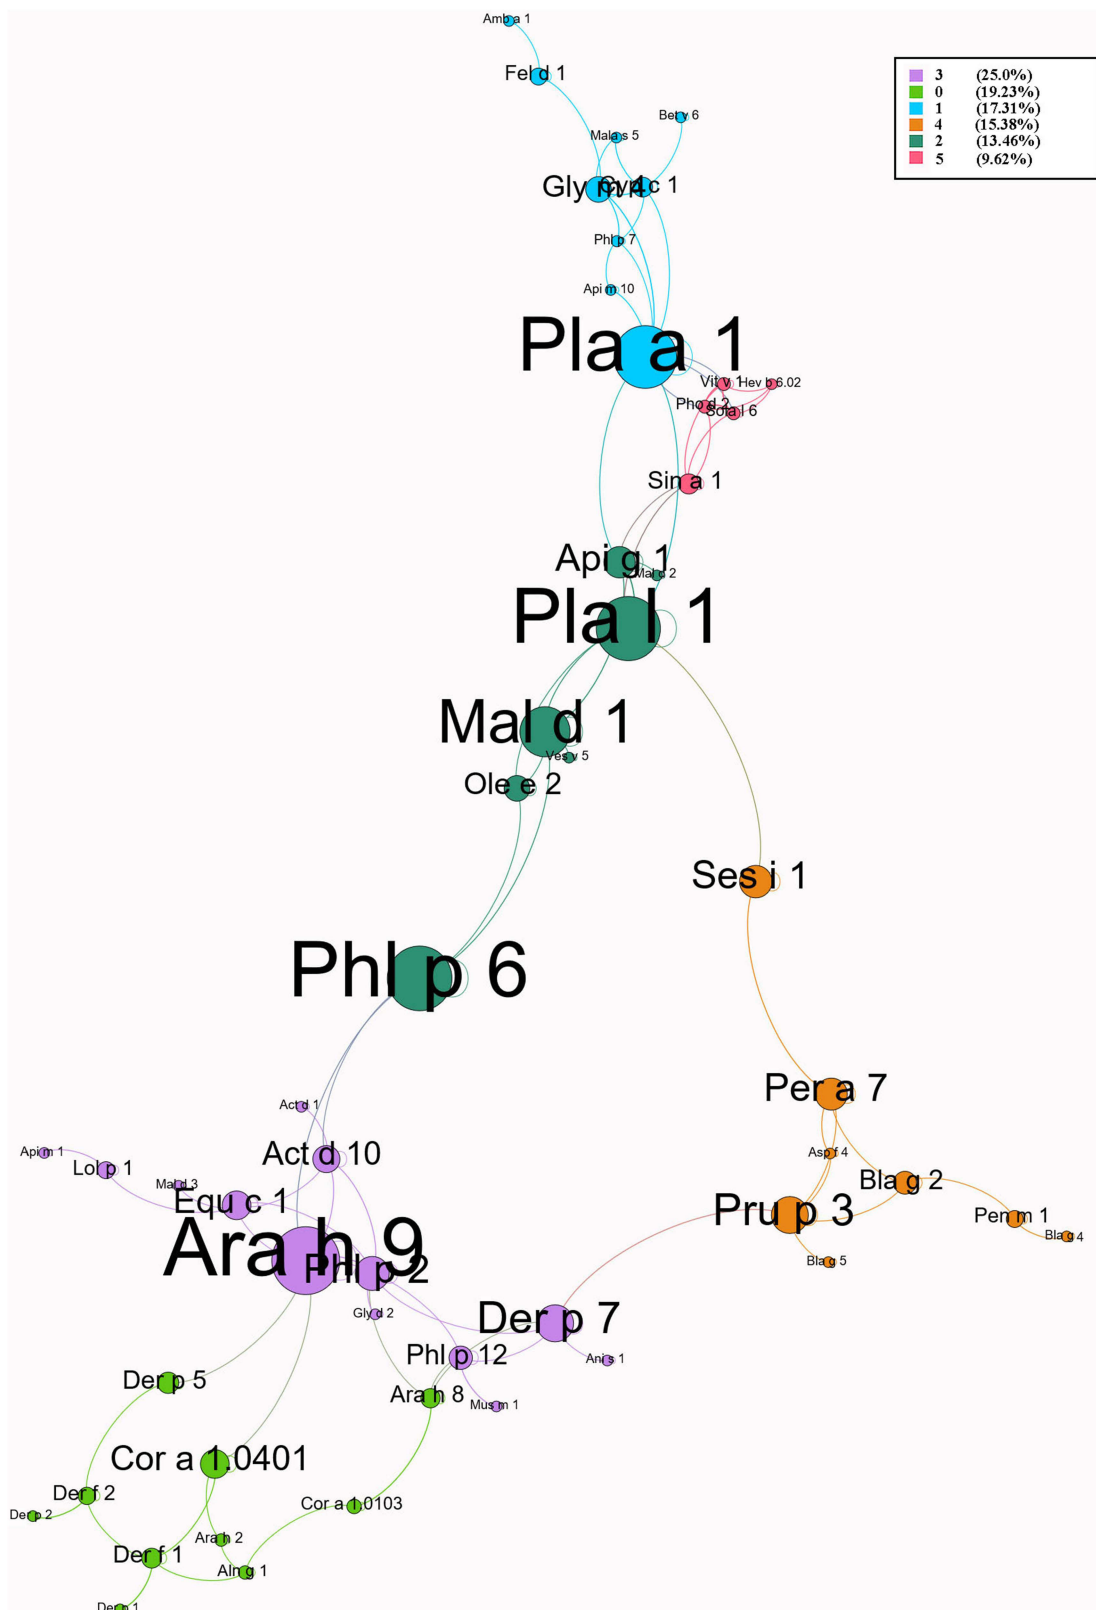 Amb a 1
Fel d 1
3 (25.0%)
0 (19.23%)
1 (17.31%)
4 (15.38%)
2 (13.46%)
5 (9.62%)
Bet v 6
Mala s 5
Gly m 4
Cyn d 1
Phl p 7
Api m 10
Pla a 1
Vit v 1
Hev b 6.02
Pho d 2
Sola l 6
Sin a 1
Api g 1
Mal d 2
Pla l 1
Mal d 1
Ves v 5
Ole e 2
Ses i 1
Phl p 6
Per a 7
Act d 1
Api m 1
Act d 10
Asp f 4
Lol p 1
Mal d 3
Bla g 2
Equ c 1
Pru p 3
Pen m 1
Bla g 4
Ara h 9
Bla g 5
Phl p 2
Gly d 2
Der p 7
Phl p 12
Ani s 1
Der p 5
Ara h 8
Mus m 1
Cor a 1.0401
Der f 2
Cor a 1.0103
Der p 2
Ara h 2
Der f 1
Aln g 1
Der p 1